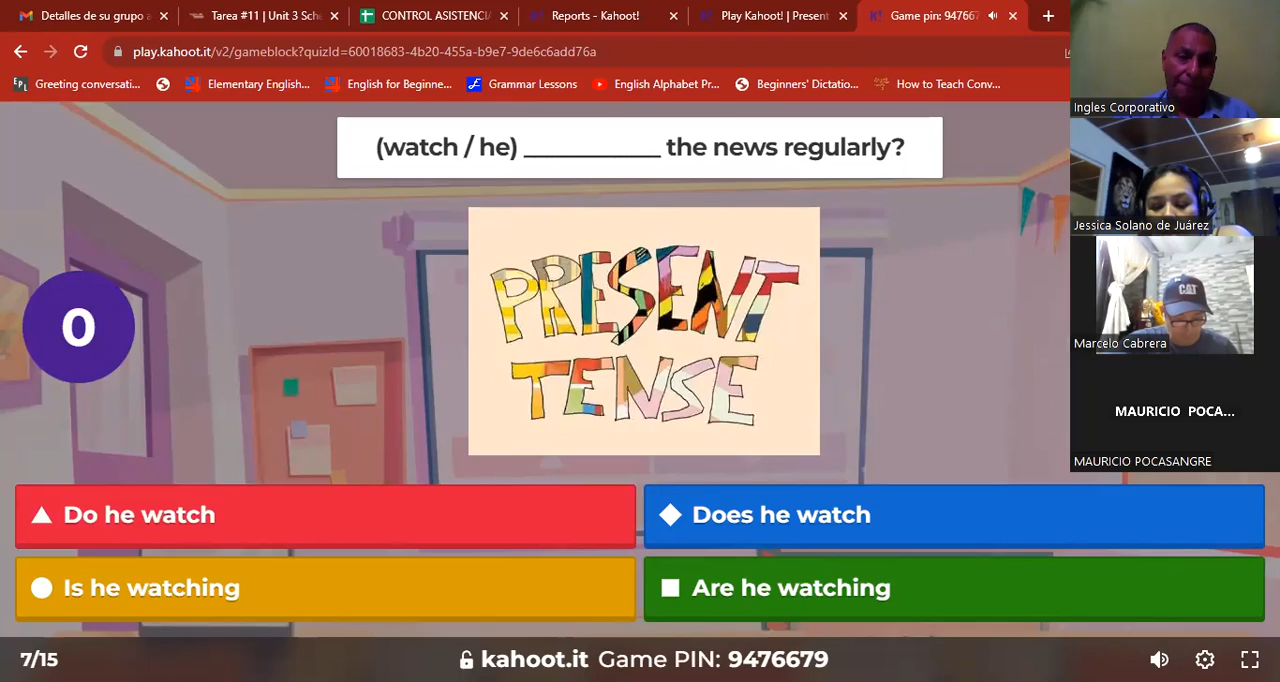 Detalles de su grupo a
Tarea #11 | Unit 3 Sche
CONTROL ASISTENCIA
Reports - Kahoot!
Play Kahoot! | Present
Game pin: 94766
play.kahoot.it/v2/gameblock?quizId=60018683-4b20-455a-b9e7-9de6c6add76a
Greeting conversati...
Elementary English...
English for Beginne...
Grammar Lessons
English Alphabet Pr...
Beginners' Dictatio...
How to Teach Conv...
(watch / he) __________ the news regularly?
PRESENT
TENSE
0
Do he watch
Does he watch
Is he watching
Are he watching
7/15
kahoot.it Game PIN: 9476679
Ingles Corporativo
Jessica Solano de Juárez
CAT
Marcelo Cabrera
MAURICIO POCA...
MAURICIO POCASANGRE